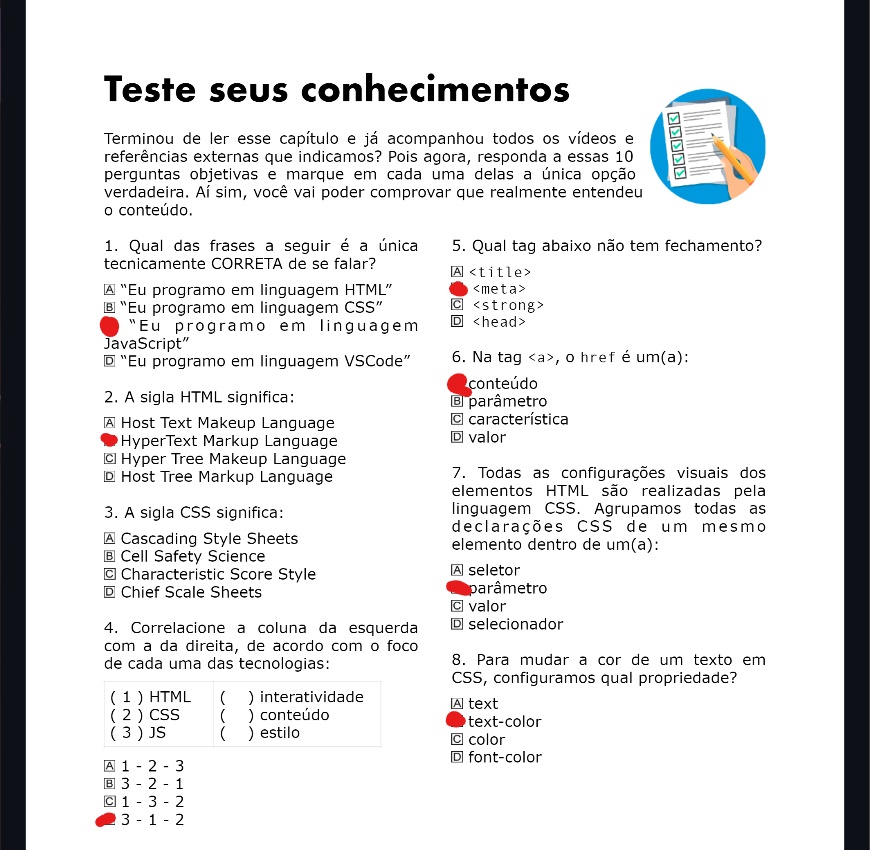 Teste seus conhecimentos
Terminou de ler esse capítulo e já acompanhou todos os vídeos e
referências externas que indicamos? Pois agora, responda a essas 10
perguntas objetivas e marque em cada uma delas a única opção
verdadeira. Aí sim, você vai poder comprovar que realmente entendeu
o conteúdo.
1. Qual das frases a seguir é a única
tecnicamente CORRETA de se falar?
A “Eu programo em linguagem HTML”
B “Eu programo em linguagem CSS”
“Eu programo em linguagem
JavaScript”
D “Eu programo em linguagem VSCode”
2. A sigla HTML significa:
A Host Text Makeup Language
HyperText Markup Language
C Hyper Tree Makeup Language
D Host Tree Markup Language
3. A sigla CSS significa:
A Cascading Style Sheets
B Cell Safety Science
C Characteristic Score Style
D Chief Scale Sheets
4. Correlacione a coluna da esquerda
com a da direita, de acordo com o foco
de cada uma das tecnologias:
( 1 ) HTML ( ) interatividade
( 2 ) CSS ( ) conteúdo
( 3 ) JS ( ) estilo
A 1 - 2 - 3
B 3 - 2 - 1
C 1 - 3 - 2
3 - 1 - 2
5. Qual tag abaixo não tem fechamento?
A <title>
<meta>
C <strong>
D <head>
6. Na tag <a>, o href é um(a):
conteúdo
B parâmetro
C característica
D valor
7. Todas as configurações visuais dos
elementos HTML são realizadas pela
linguagem CSS. Agrupamos todas as
declarações CSS de um mesmo
elemento dentro de um(a):
A seletor
parâmetro
C valor
D selecionador
8. Para mudar a cor de um texto em
CSS, configuramos qual propriedade?
A text
text-color
C color
D font-color